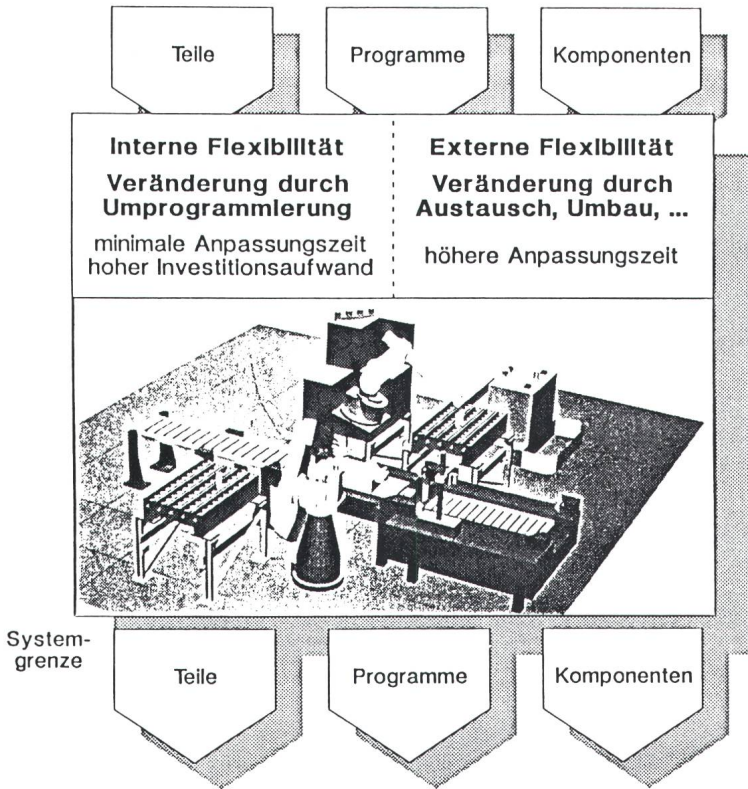 Teile
Programme
Komponenten
Interne Flexibilität
Veränderung durch
Umprogrammierung
minimale Anpassungszeit
hoher Investitionsaufwand
Externe Flexibilität
Veränderung durch
Austausch, Umbau, ...
höhere Anpassungszeit
System-
grenze
Teile
Programme
Komponenten